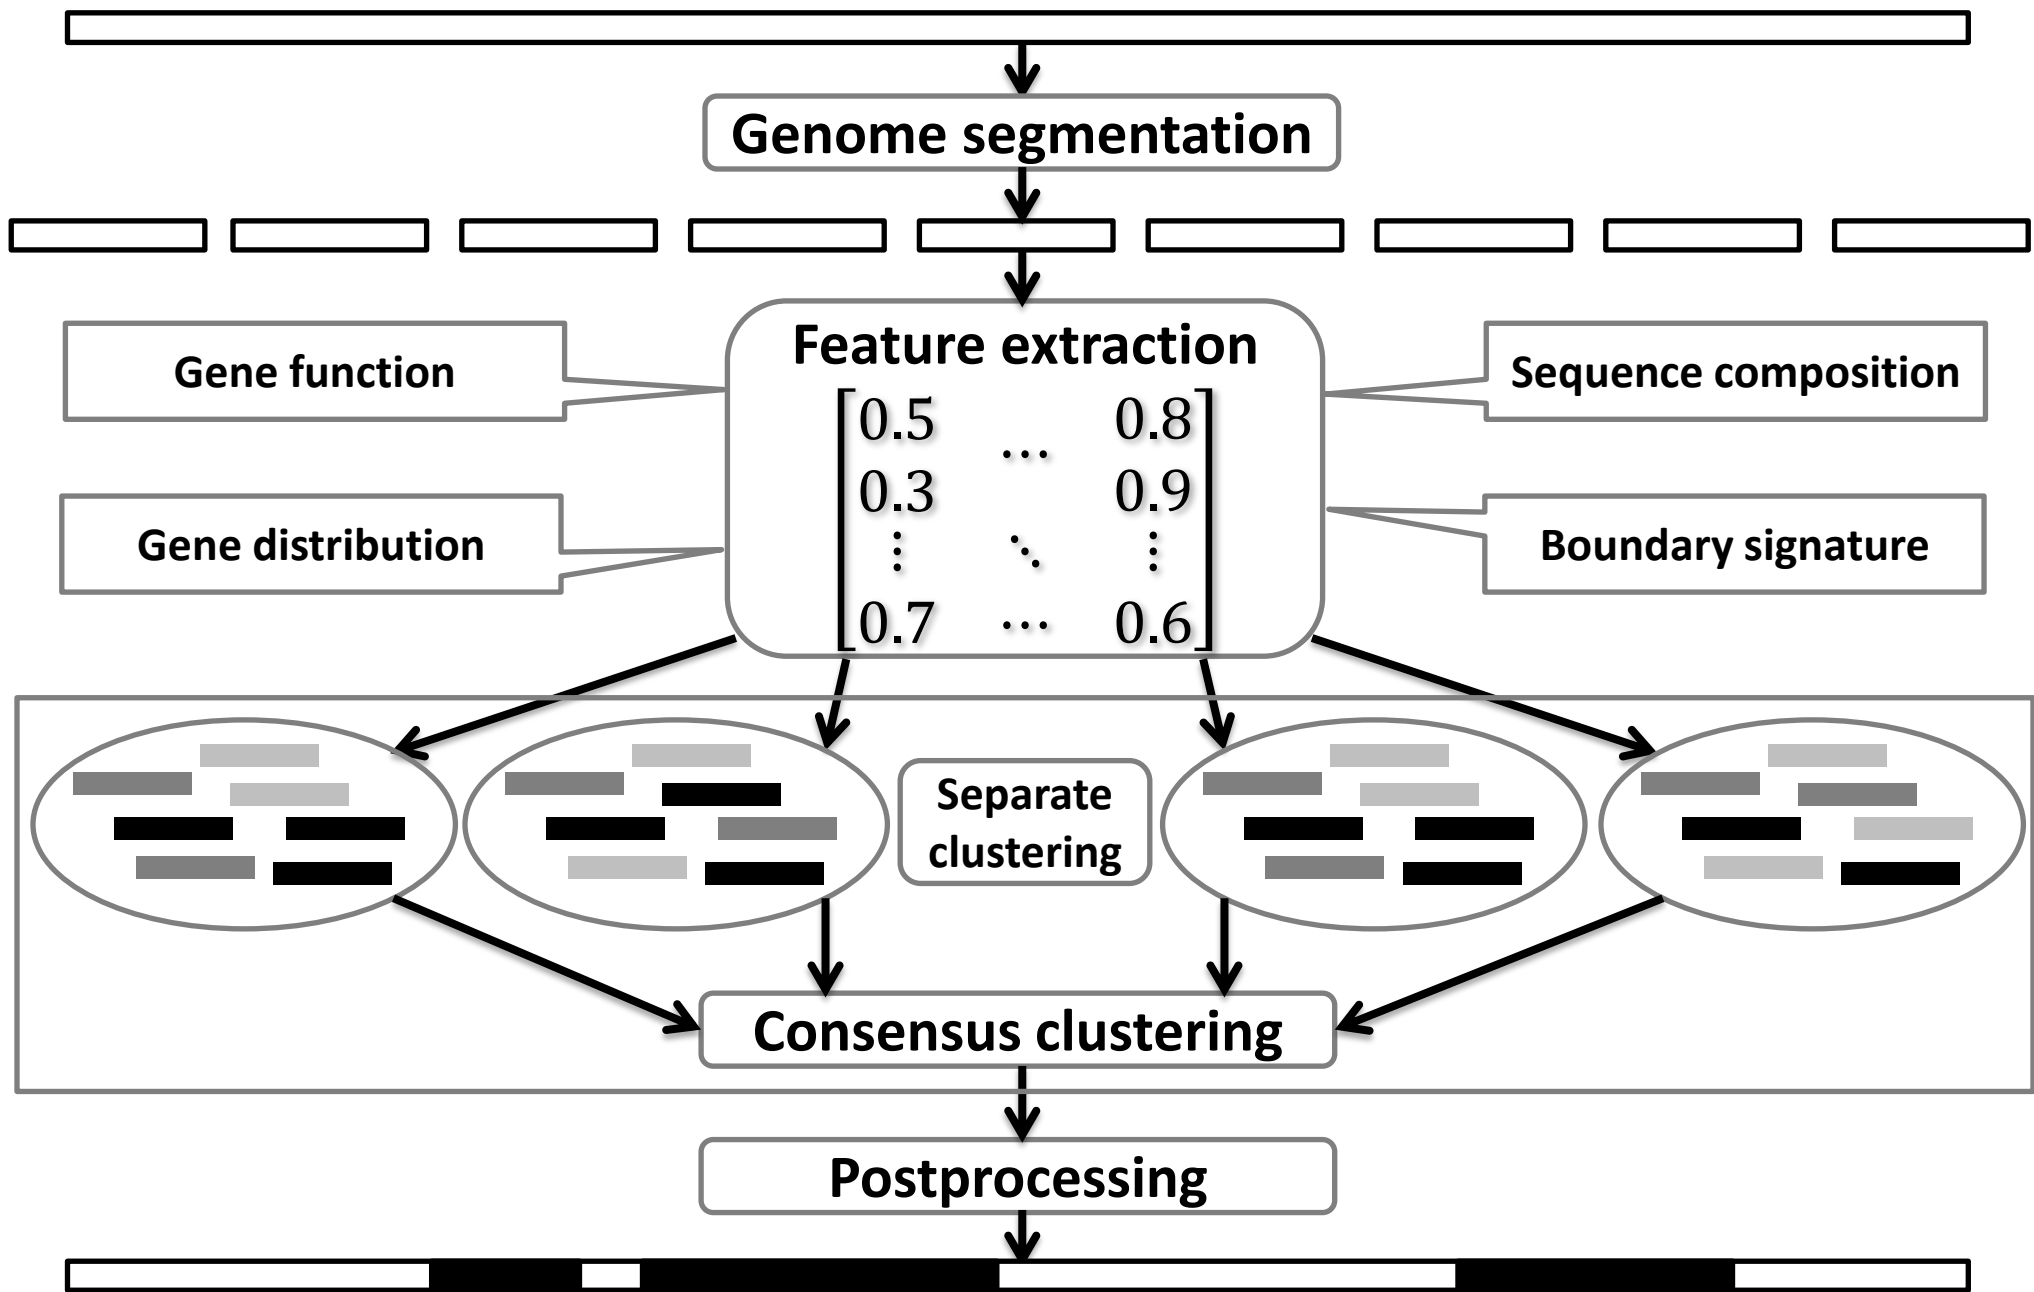 Genome segmentation
Feature extraction
Gene function
Sequence composition
0.5 ... 0.8
0.3 0.9
⋮ ⋱ ⋮
0.7 ... 0.6
Gene distribution
Boundary signature
Separate
clustering
Consensus clustering
Postprocessing